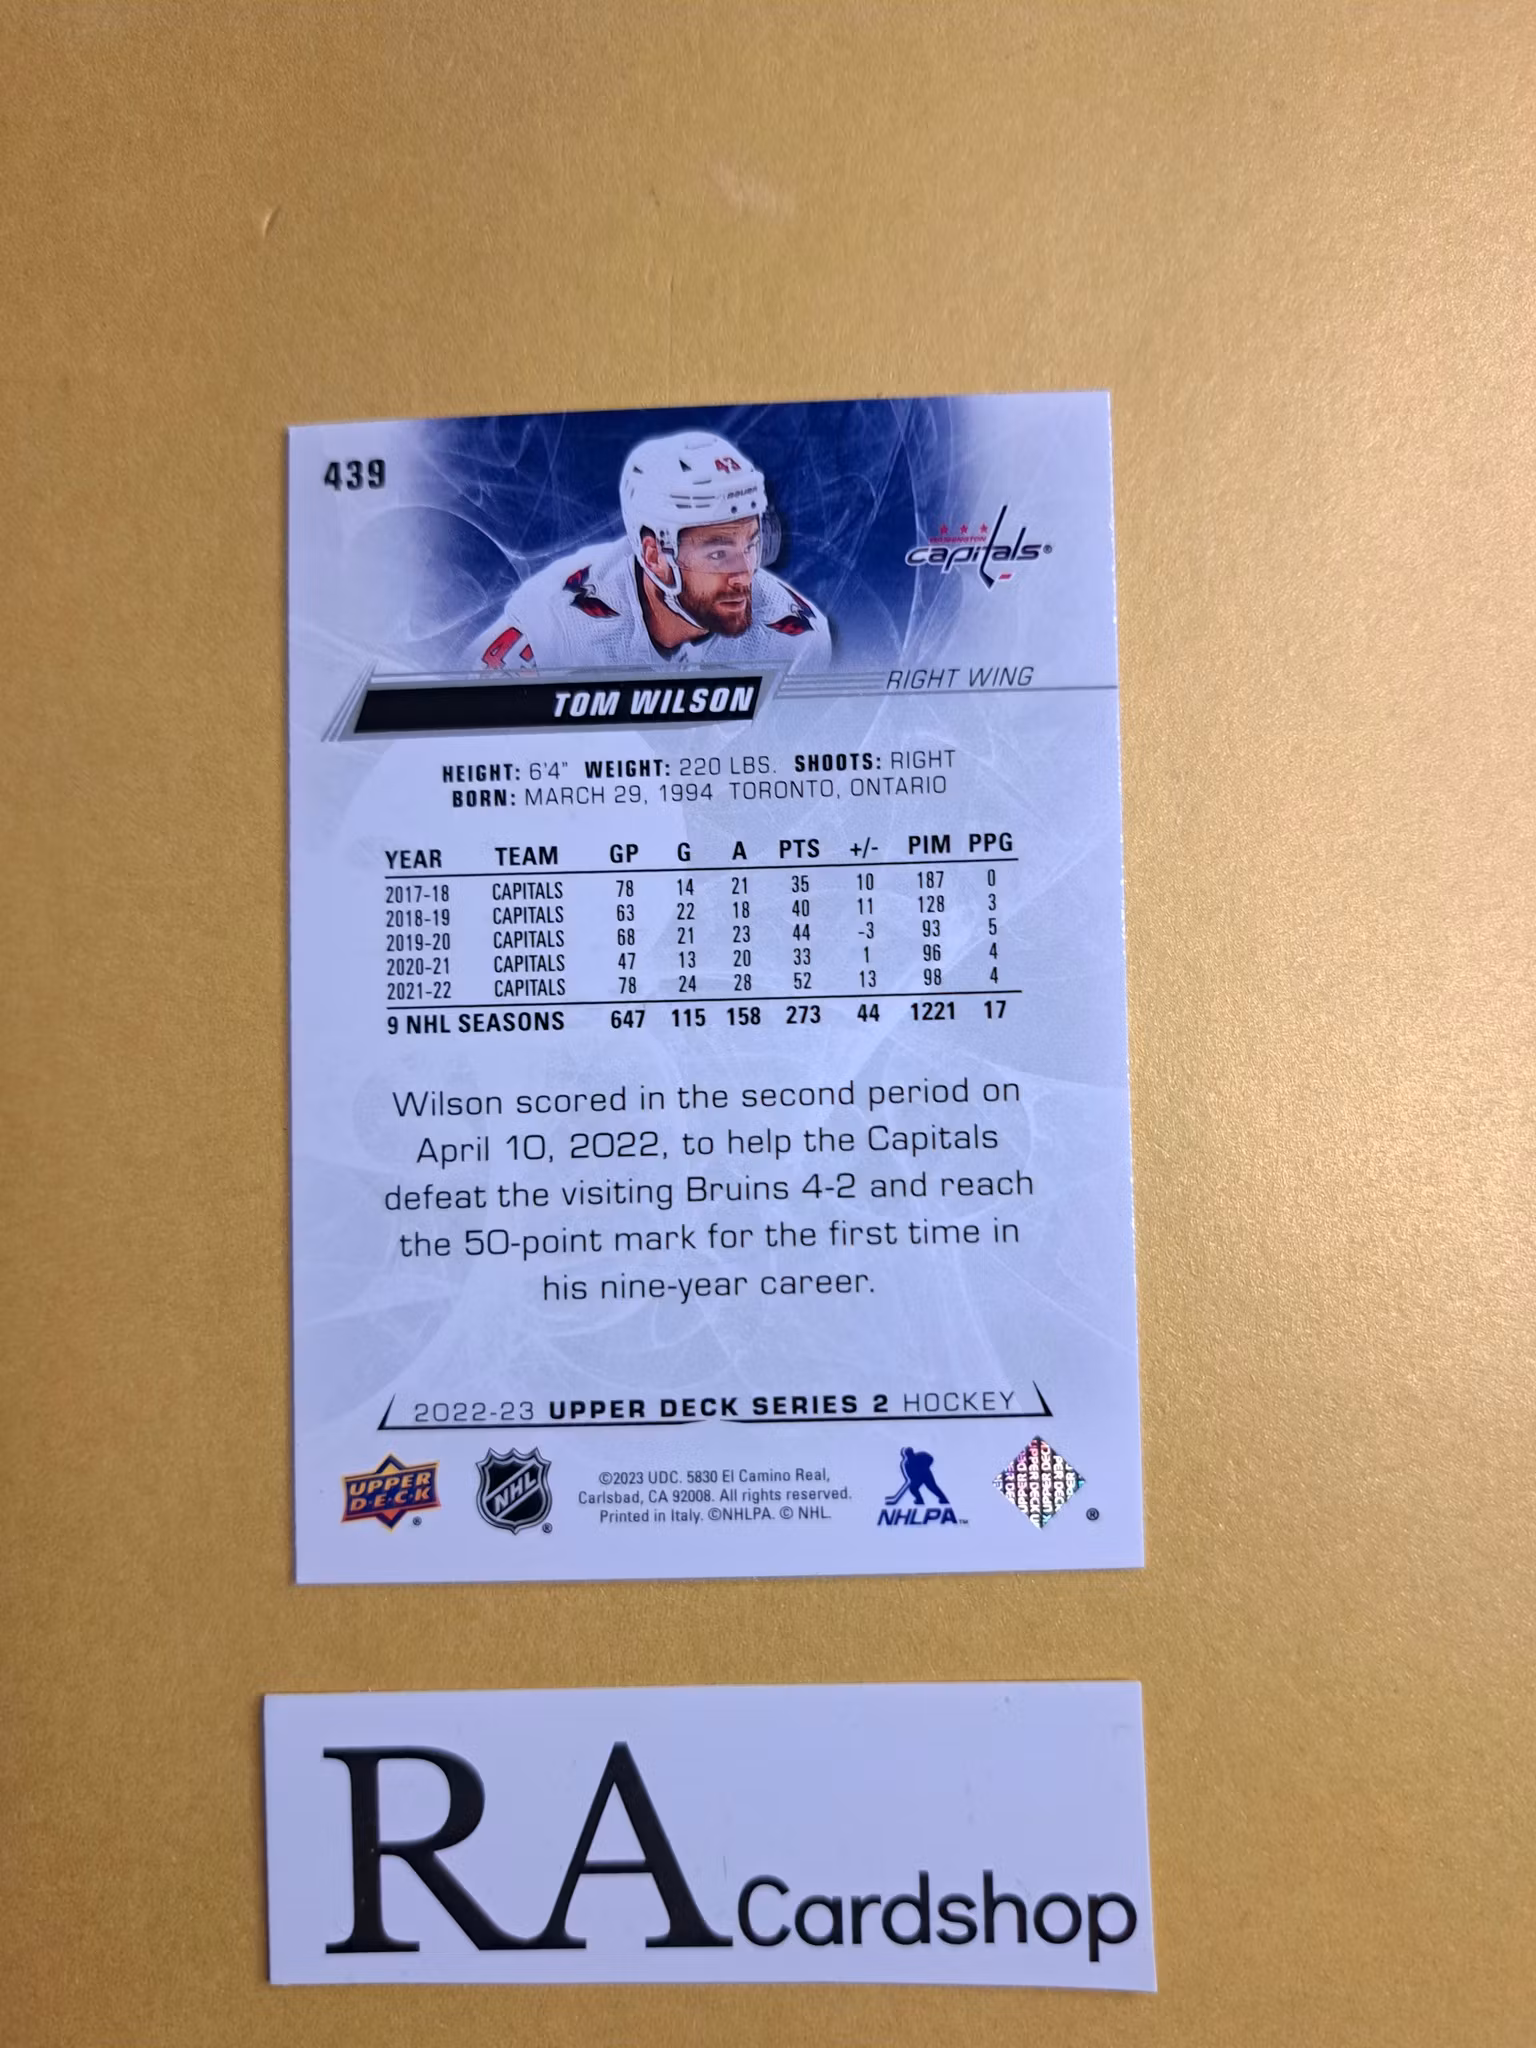 439
43
BAUER
WASHINGTON
capitals®
RIGHT WING
TOM WILSON
HEIGHT: 6'4" WEIGHT: 220 LBS. SHOOTS: RIGHT
BORN: MARCH 29, 1994 TORONTO, ONTARIO
YEAR TEAM GP G A PTS +/- PIM PPG
2017-18 CAPITALS 78 14 21 35 10 187 0
2018-19 CAPITALS 63 22 18 40 11 128 3
2019-20 CAPITALS 68 21 23 44 -3 93 5
2020-21 CAPITALS 47 13 20 33 1 96 4
2021-22 CAPITALS 78 24 28 52 13 98 4
9 NHL SEASONS 647 115 158 273 44 1221 17
Wilson scored in the second period on
April 10, 2022, to help the Capitals
defeat the visiting Bruins 4-2 and reach
the 50-point mark for the first time in
his nine-year career.
2022-23 UPPER DECK SERIES 2 HOCKEY
UPPER
D·E·C·K ®
NHL ®
©2023 UDC. 5830 El Camino Real,
Carlsbad, CA 92008. All rights reserved.
Printed in Italy. ©NHLPA. © NHL.
NHLPA™
UPPER DECK
®
RA Cardshop